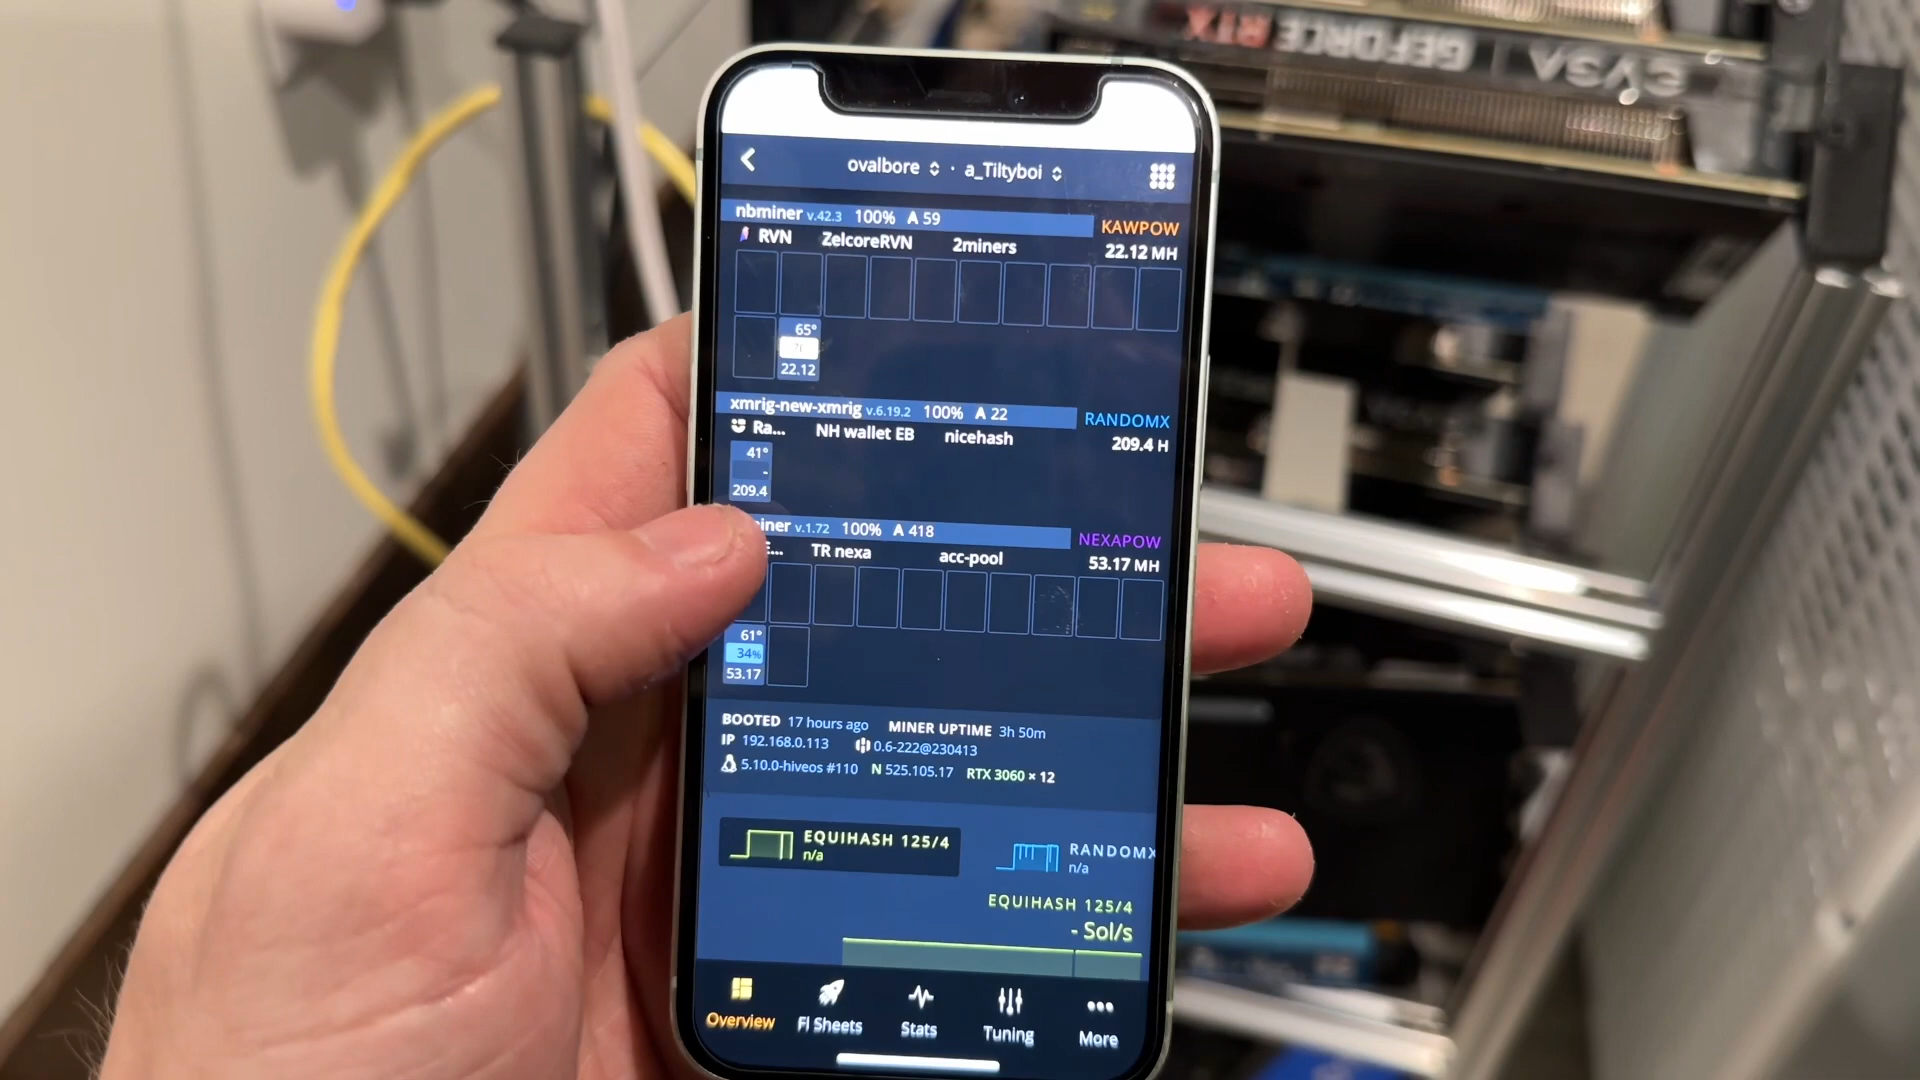 EVGA | GEFORCE RTX
ovalbore · a_Tiltyboi
nbminer v.42.3 100% A 59 KAWPOW
RVN ZelcoreRVN 2miners 22.12 MH
65°
22.12
xmrig-new-xmrig v.6.19.2 100% A 22 RANDOMX
Ra... NH wallet EB nicehash 209.4 H
41°
-
209.4
iner v.1.72 100% A 418 NEXAPOW
E... TR nexa acc-pool 53.17 MH
61°
34%
53.17
BOOTED 17 hours ago MINER UPTIME 3h 50m
IP 192.168.0.113 0.6-222@230413
5.10.0-hiveos #110 N 525.105.17 RTX 3060 × 12
EQUIHASH 125/4 RANDOMX
n/a n/a
EQUIHASH 125/4
- Sol/s
Overview Fl Sheets Stats Tuning More